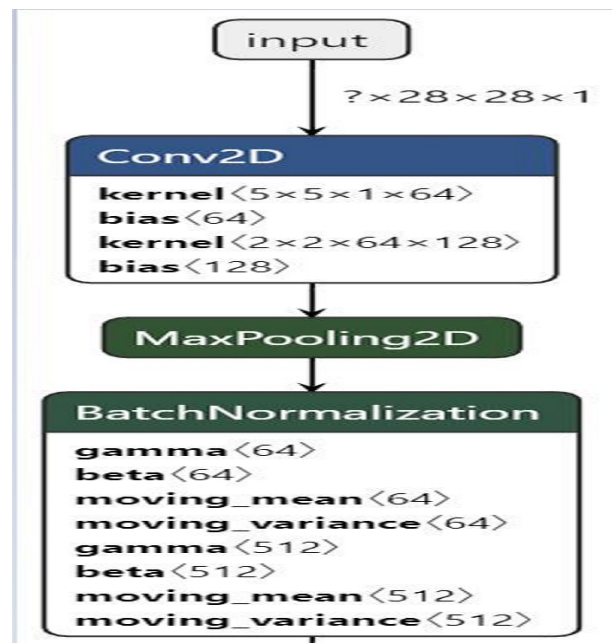 input
?×28×28×1
Conv2D
kernel⟨5×5×1×64⟩
bias⟨64⟩
kernel⟨2×2×64×128⟩
bias⟨128⟩
MaxPooling2D
BatchNormalization
gamma⟨64⟩
beta⟨64⟩
moving_mean⟨64⟩
moving_variance⟨64⟩
gamma⟨512⟩
beta⟨512⟩
moving_mean⟨512⟩
moving_variance⟨512⟩